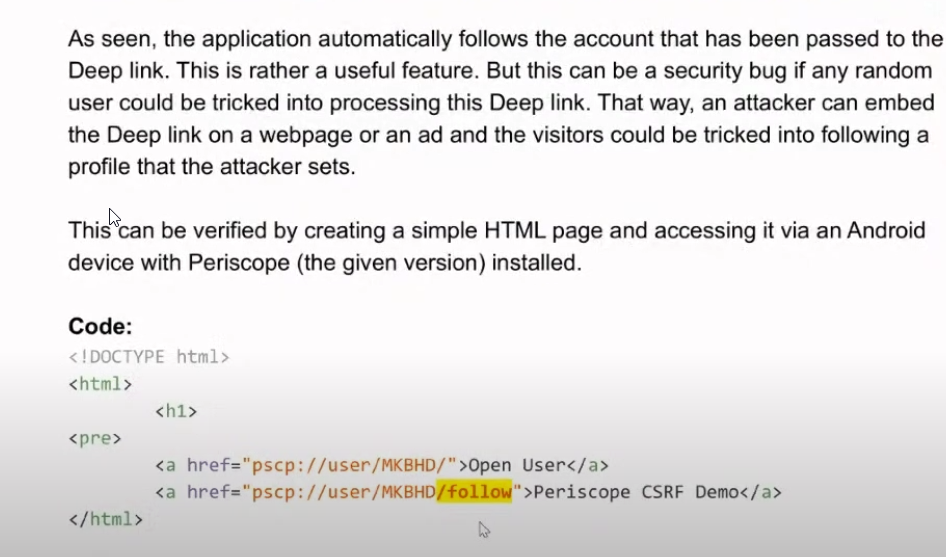 As seen, the application automatically follows the account that has been passed to the
Deep link. This is rather a useful feature. But this can be a security bug if any random
user could be tricked into processing this Deep link. That way, an attacker can embed
the Deep link on a webpage or an ad and the visitors could be tricked into following a
profile that the attacker sets.
This can be verified by creating a simple HTML page and accessing it via an Android
device with Periscope (the given version) installed.
Code:
<!DOCTYPE html>
<html>
<h1>
<pre>
<a href="pscp://user/MKBHD/">Open User</a>
<a href="pscp://user/MKBHD/follow">Periscope CSRF Demo</a>
</html>